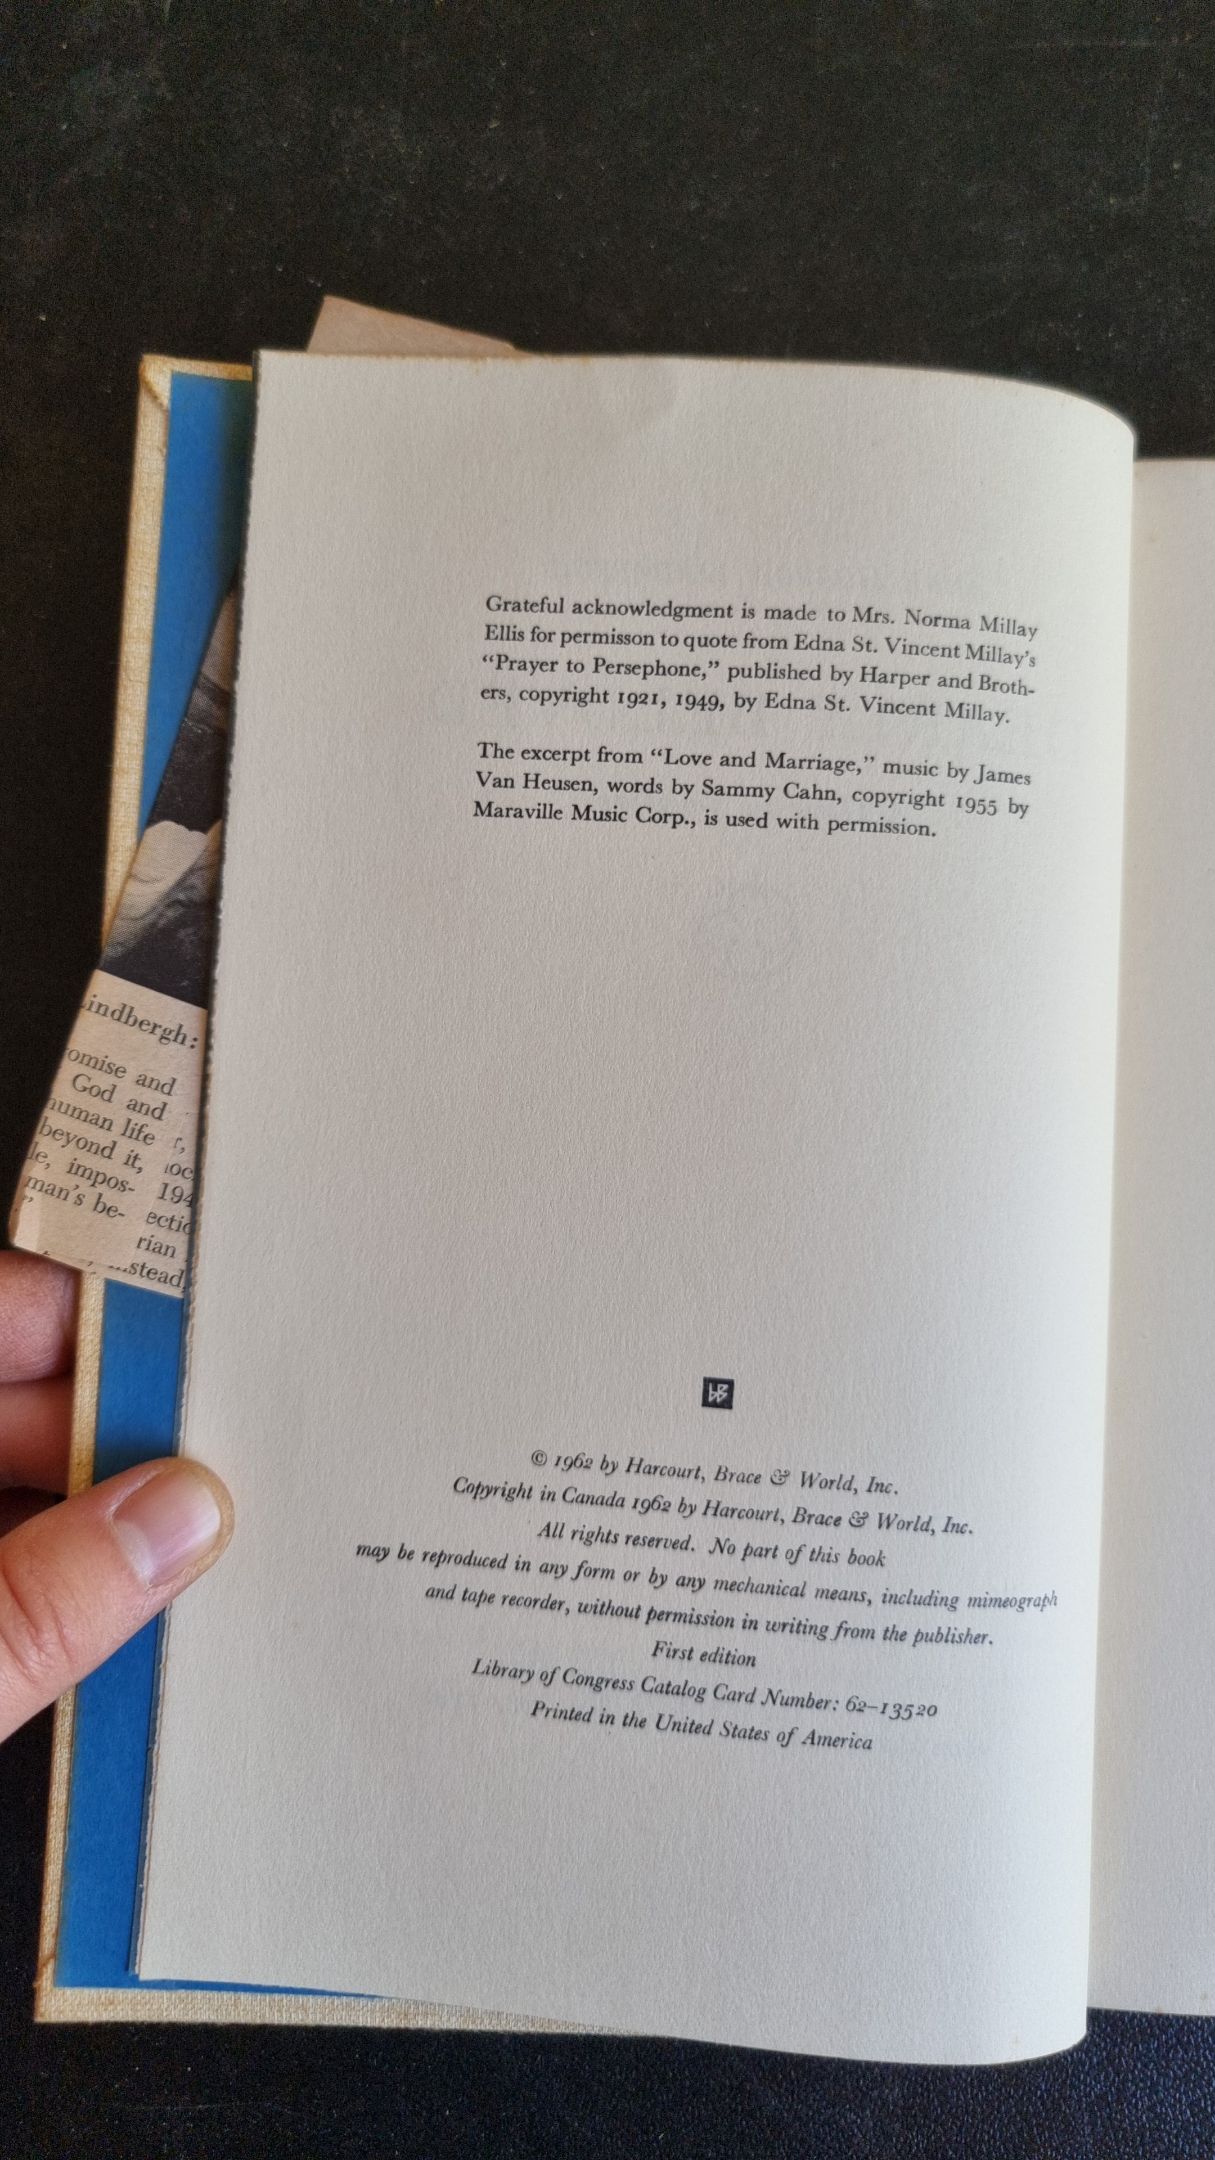 Grateful acknowledgment is made to Mrs. Norma Millay
Ellis for permisson to quote from Edna St. Vincent Millay's
“Prayer to Persephone,” published by Harper and Broth-
ers, copyright 1921, 1949, by Edna St. Vincent Millay.
The excerpt from “Love and Marriage,” music by James
Van Heusen, words by Sammy Cahn, copyright 1955 by
Maraville Music Corp., is used with permission.
indbergh:
omise and
God and
human life
beyond it,
le, impos-
man's be-
194
ectio
rian
stead,
© 1962 by Harcourt, Brace & World, Inc.
Copyright in Canada 1962 by Harcourt, Brace & World, Inc.
All rights reserved. No part of this book
may be reproduced in any form or by any mechanical means, including mimeograph
and tape recorder, without permission in writing from the publisher.
First edition
Library of Congress Catalog Card Number: 62–13520
Printed in the United States of America